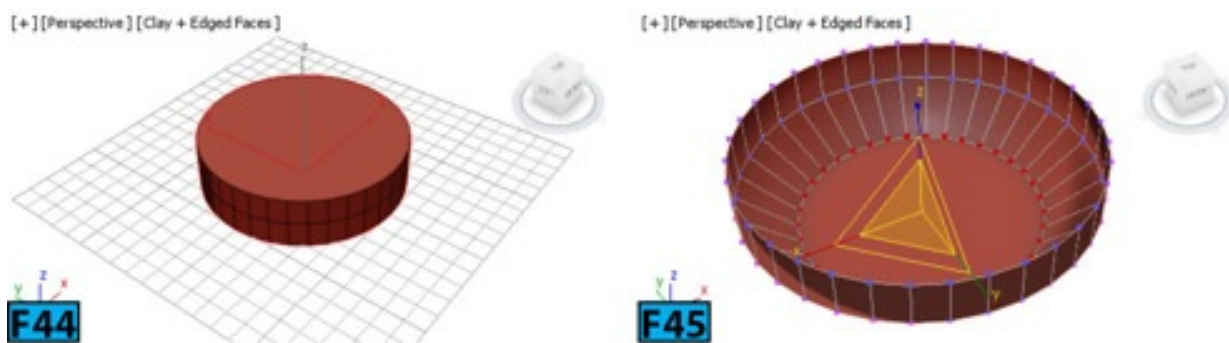 [+] [Perspective] [Clay + Edged Faces]
z
z
y
x
F44
[+] [Perspective] [Clay + Edged Faces]
z
x
y
z
y
x
F45